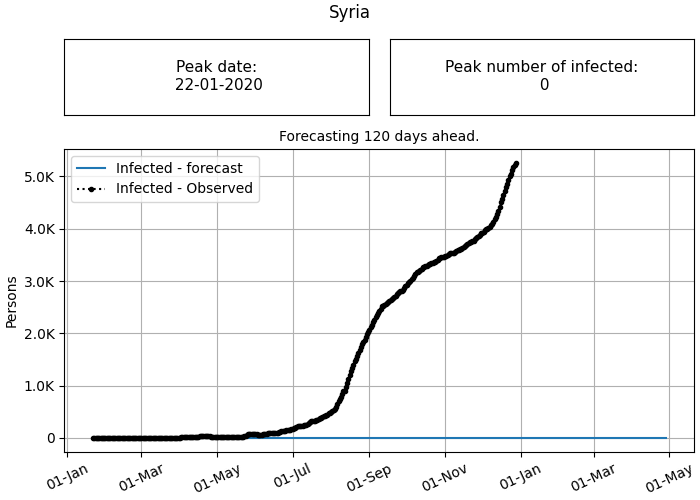 Syria
Peak date:
22-01-2020
Peak number of infected:
0
Forecasting 120 days ahead.
Infected - forecast
Infected - Observed
Persons
5.0K
4.0K
3.0K
2.0K
1.0K
0
01-Jan
01-Mar
01-May
01-Jul
01-Sep
01-Nov
01-Jan
01-Mar
01-May